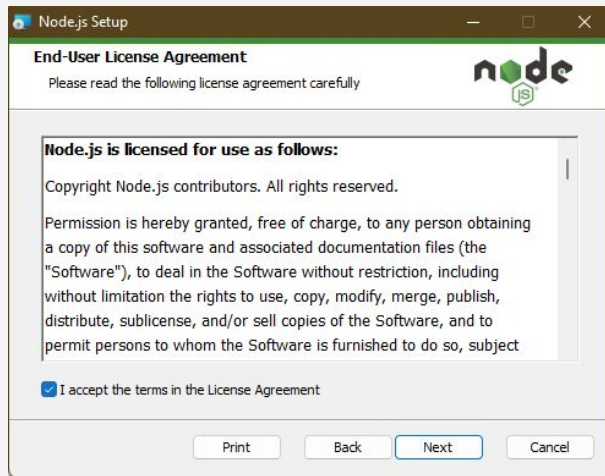 Node.js Setup
End-User License Agreement
Please read the following license agreement carefully
node
JS
Node.js is licensed for use as follows:
Copyright Node.js contributors. All rights reserved.
Permission is hereby granted, free of charge, to any person obtaining
a copy of this software and associated documentation files (the
"Software"), to deal in the Software without restriction, including
without limitation the rights to use, copy, modify, merge, publish,
distribute, sublicense, and/or sell copies of the Software, and to
permit persons to whom the Software is furnished to do so, subject
I accept the terms in the License Agreement
Print Back Next Cancel